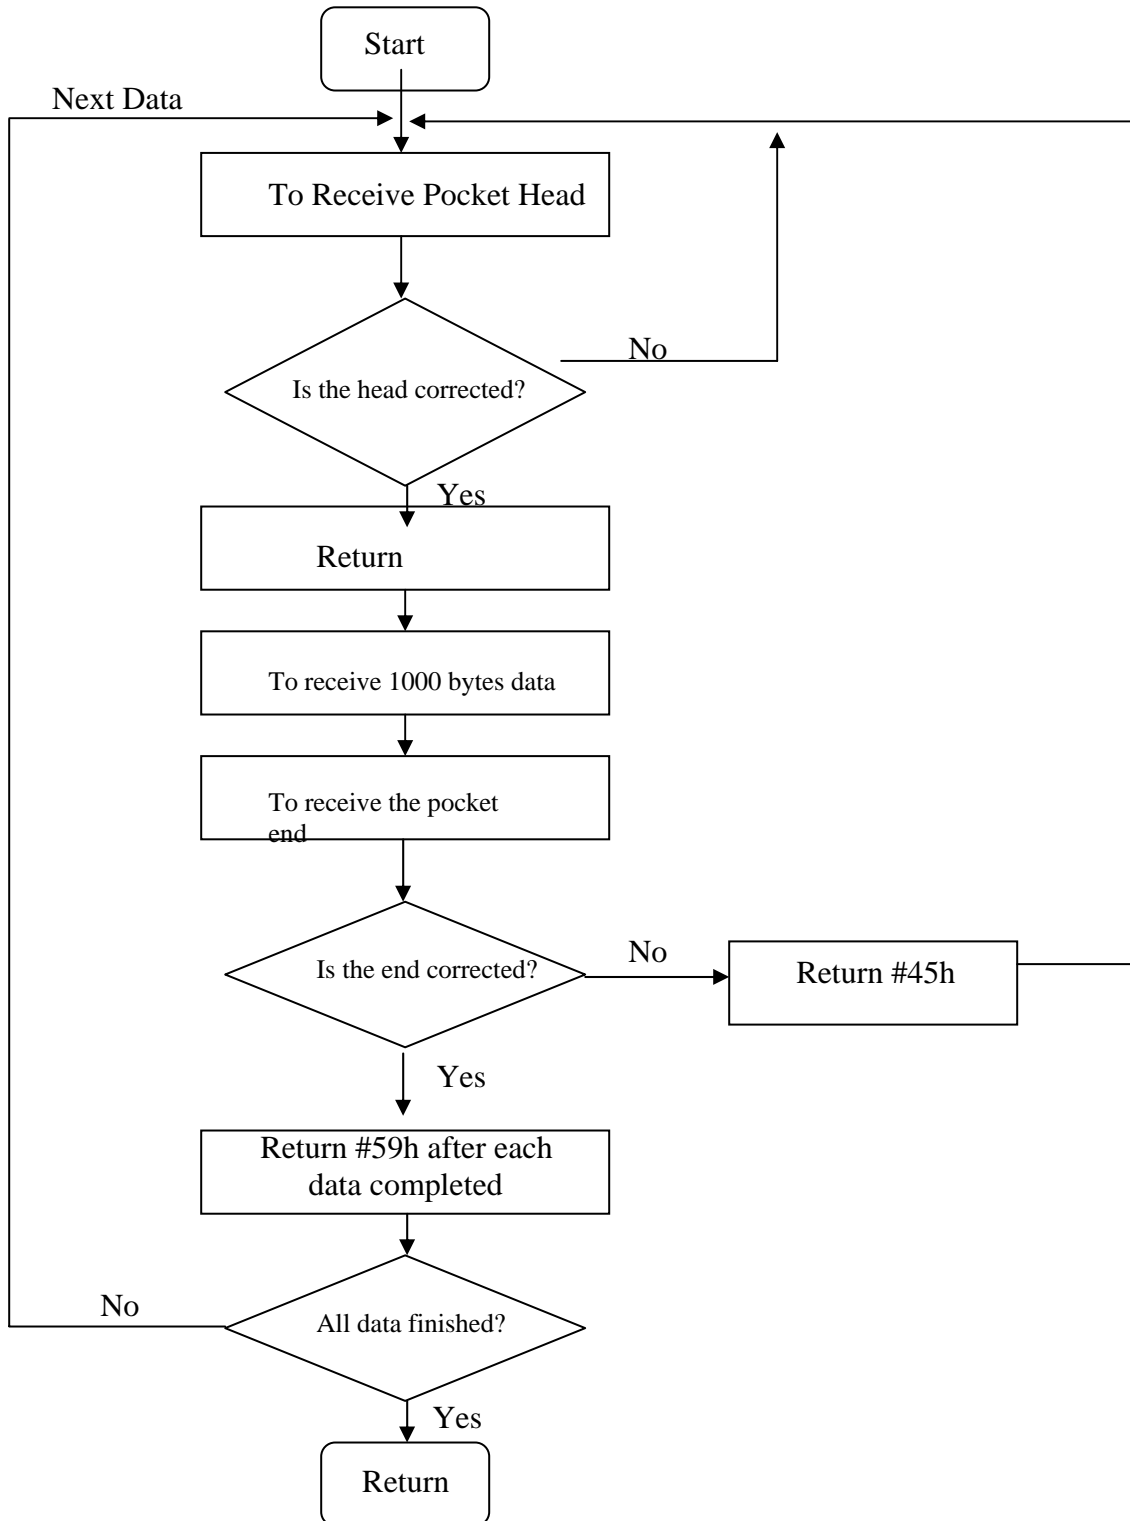 Start
Next Data
To Receive Pocket Head
No
Is the head corrected?
Yes
Return
To receive 1000 bytes data
To receive the pocket
end
No
Is the end corrected?
Return #45h
Yes
Return #59h after each
data completed
No
All data finished?
Yes
Return